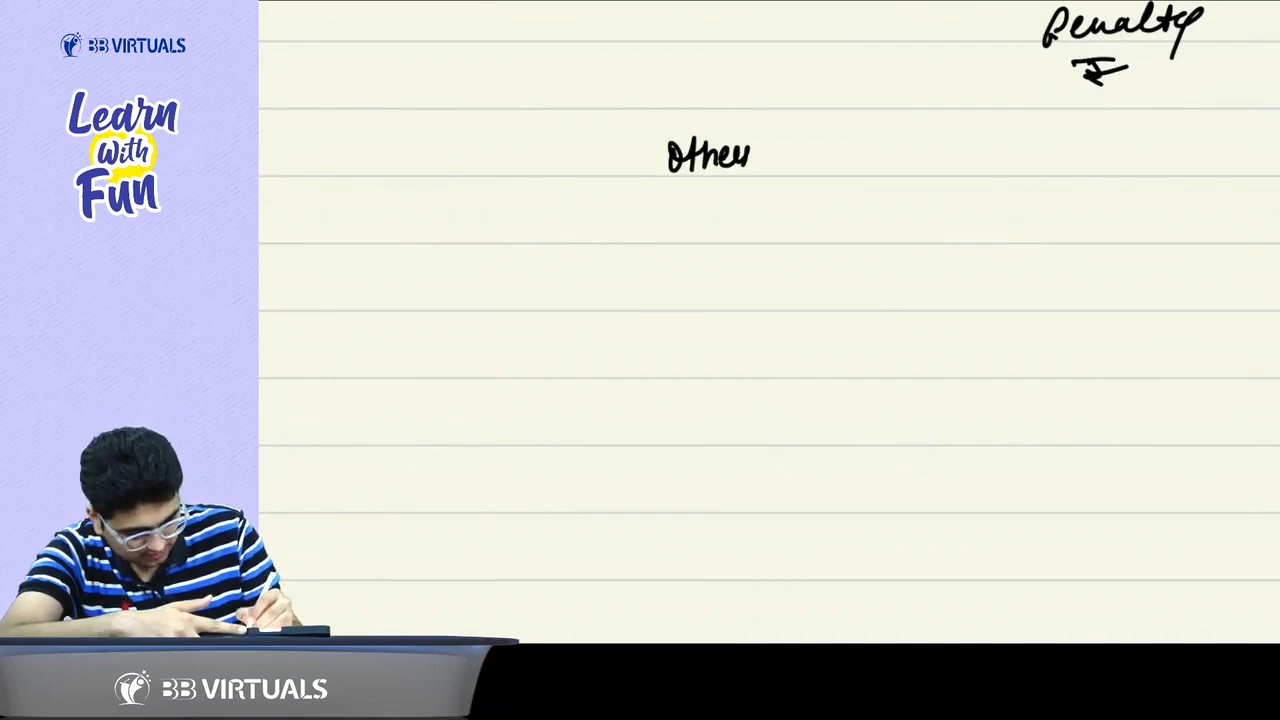 BB VIRTUALS
Learn
With
Fun
Penalty
Other
BB VIRTUALS